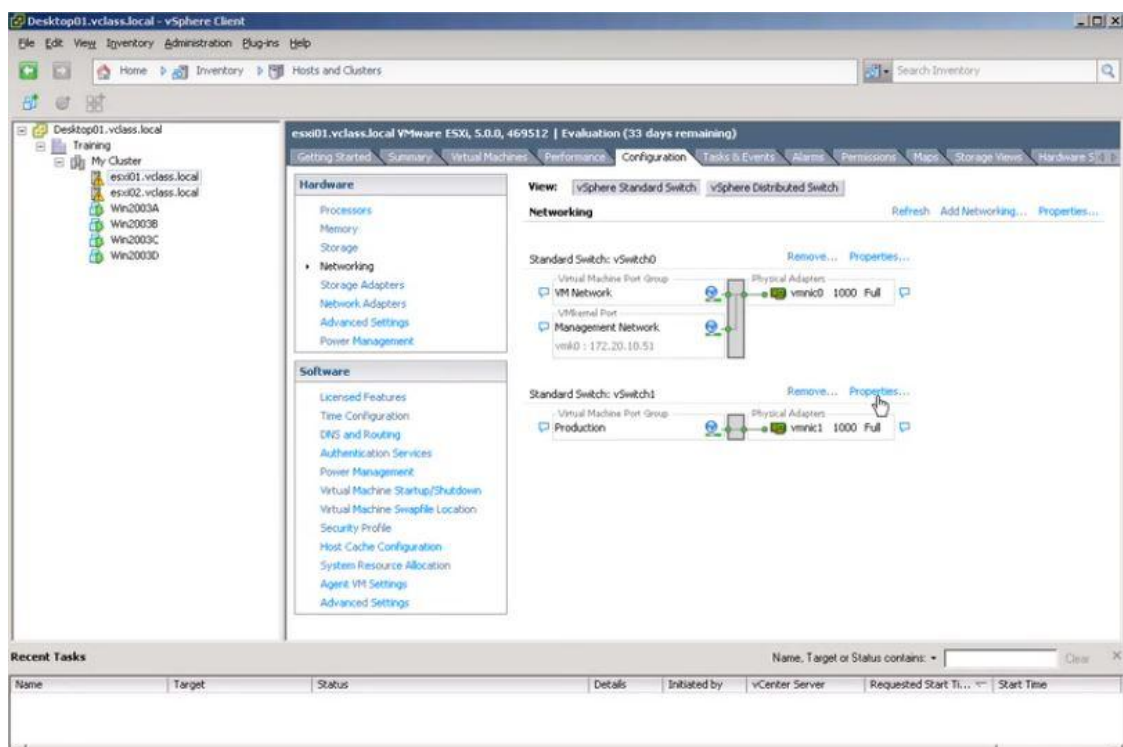 Desktop01.vclass.local - vSphere Client
File Edit View Inventory Administration Plug-ins Help
Home Inventory Hosts and Clusters Search Inventory
Desktop01.vclass.local
Training
My Cluster
esxi01.vclass.local
esxi02.vclass.local
Win2003A
Win2003B
Win2003C
Win2003D
esxi01.vclass.local VMware ESXi, 5.0.0, 469512 | Evaluation (33 days remaining)
Getting Started Summary Virtual Machines Performance Configuration Tasks & Events Alarms Permissions Maps Storage Views Hardware S
Hardware
Processors
Memory
Storage
Networking
Storage Adapters
Network Adapters
Advanced Settings
Power Management
Software
Licensed Features
Time Configuration
DNS and Routing
Authentication Services
Power Management
Virtual Machine Startup/Shutdown
Virtual Machine Swapfile Location
Security Profile
Host Cache Configuration
System Resource Allocation
Agent VM Settings
Advanced Settings
View: vSphere Standard Switch vSphere Distributed Switch
Networking Refresh Add Networking... Properties...
Standard Switch: vSwitch0 Remove... Properties...
Virtual Machine Port Group Physical Adapters
VM Network vmnic0 1000 Full
VMkernel Port
Management Network
vmk0 : 172.20.10.51
Standard Switch: vSwitch1 Remove... Properties...
Virtual Machine Port Group Physical Adapters
Production vmnic1 1000 Full
Recent Tasks Name, Target or Status contains: Clear
Name Target Status Details Initiated by vCenter Server Requested Start Ti... Start Time